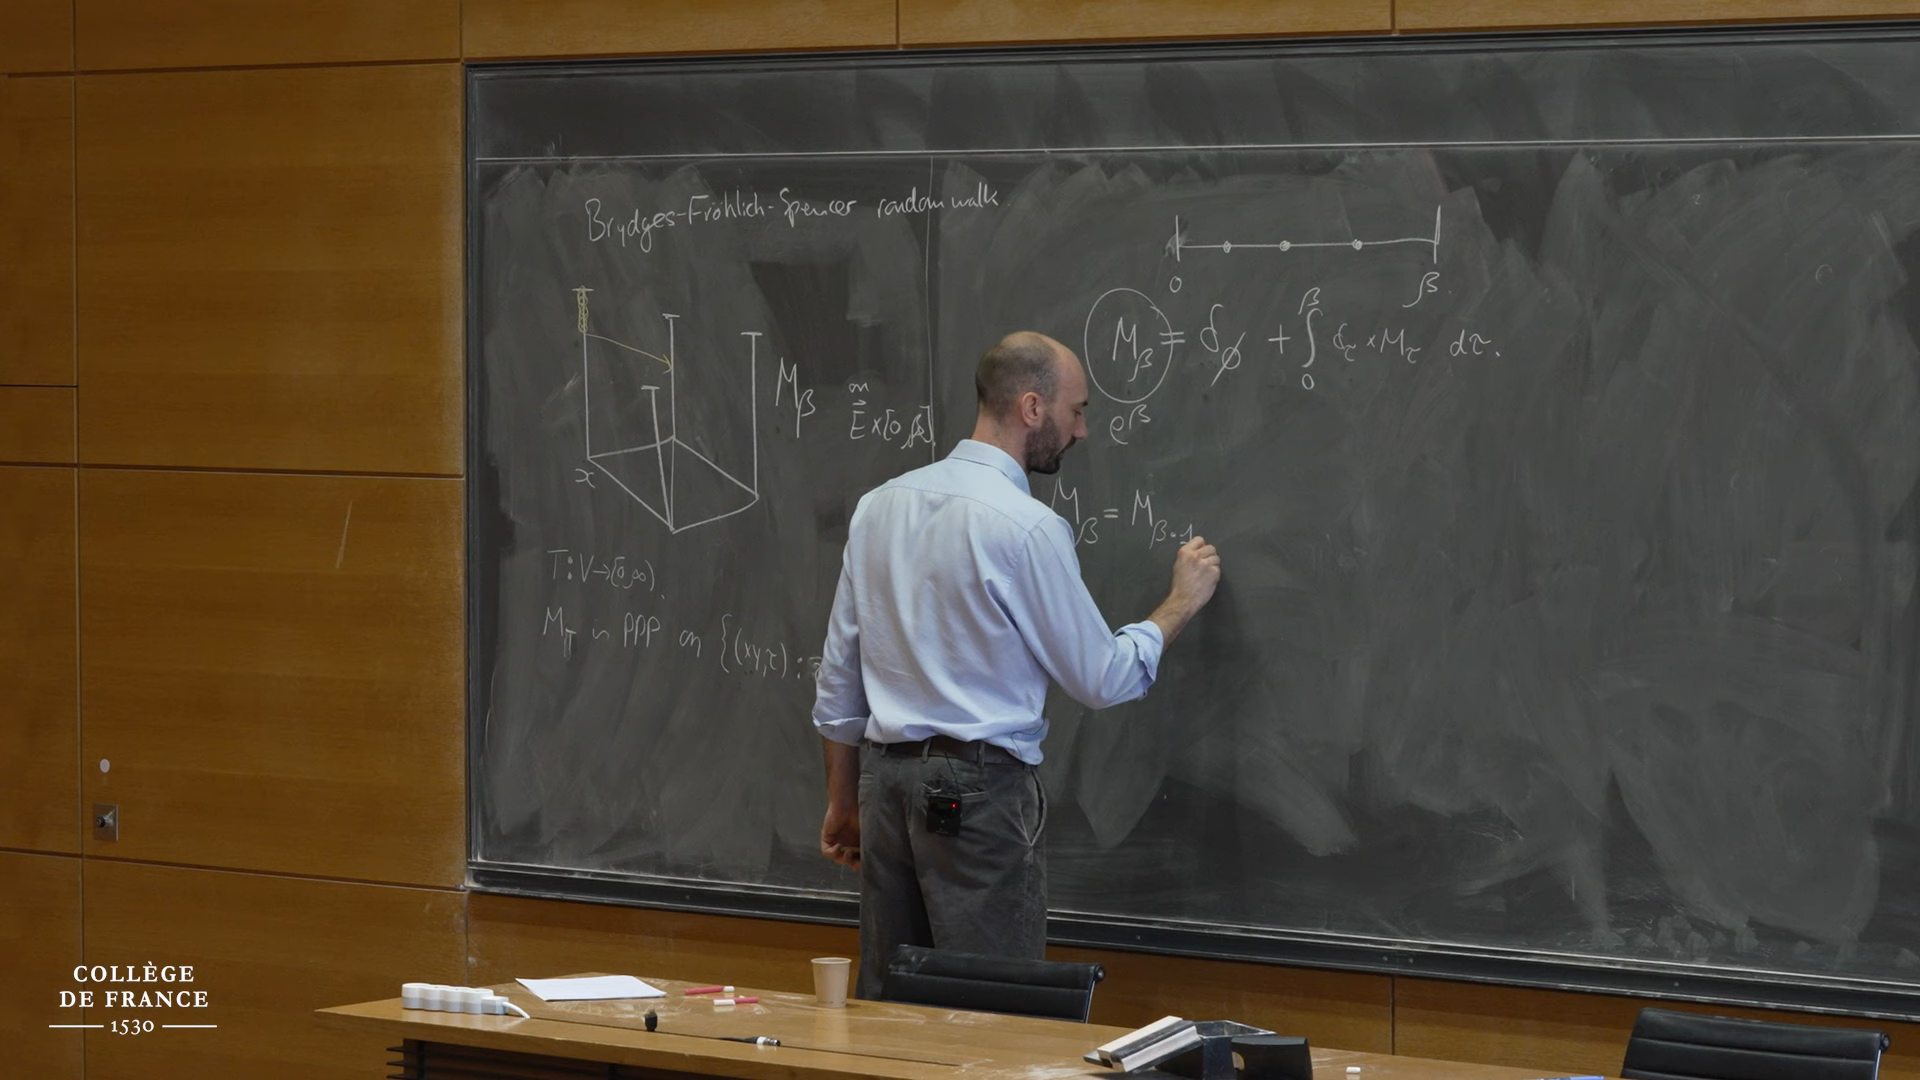 Brydges-Fröhlich-Spencer random walk.
x
M_β on
E⃗ x [0,β]
T: V→[0,∞).
M_T is PPP on {(xy,τ):
0 β
M_β = δ_∅ + ∫_0^β δ_τ × M_τ dτ.
e^β
M_β = M_{β·1
COLLÈGE
DE FRANCE
1530